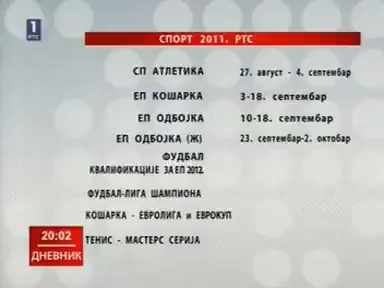 1
РТС
СПОРТ 2011. РТС
СП АТЛЕТИКА 27. август - 4. септембар
ЕП КОШАРКА 3-18. септембар
ЕП ОДБОЈКА 10-18. септембар
ЕП ОДБОЈКА (Ж) 23. септембар-2. октобар
ФУДБАЛ
КВАЛИФИКАЦИЈЕ ЗА ЕП 2012.
ФУДБАЛ-ЛИГА ШАМПИОНА
КОШАРКА - ЕВРОЛИГА и ЕВРОКУП
ТЕНИС - МАСТЕРС СЕРИЈА
20:02
ДНЕВНИК